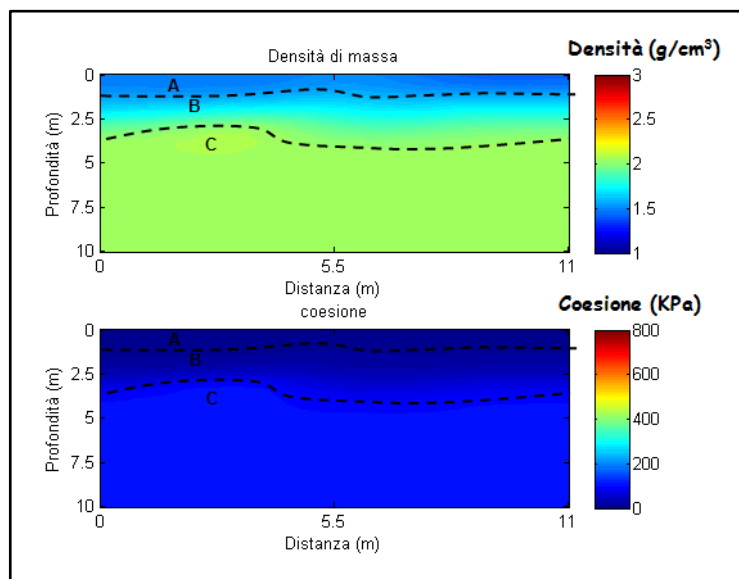 Densità di massa
Densità (g/cm³)
0
2.5
5
7.5
10
Profondità (m)
A
B
C
0
5.5
11
Distanza (m)
3
2.5
2
1.5
1
coesione
Coesione (KPa)
0
2.5
5
7.5
10
Profondità (m)
A
B
C
0
5.5
11
Distanza (m)
800
600
400
200
0